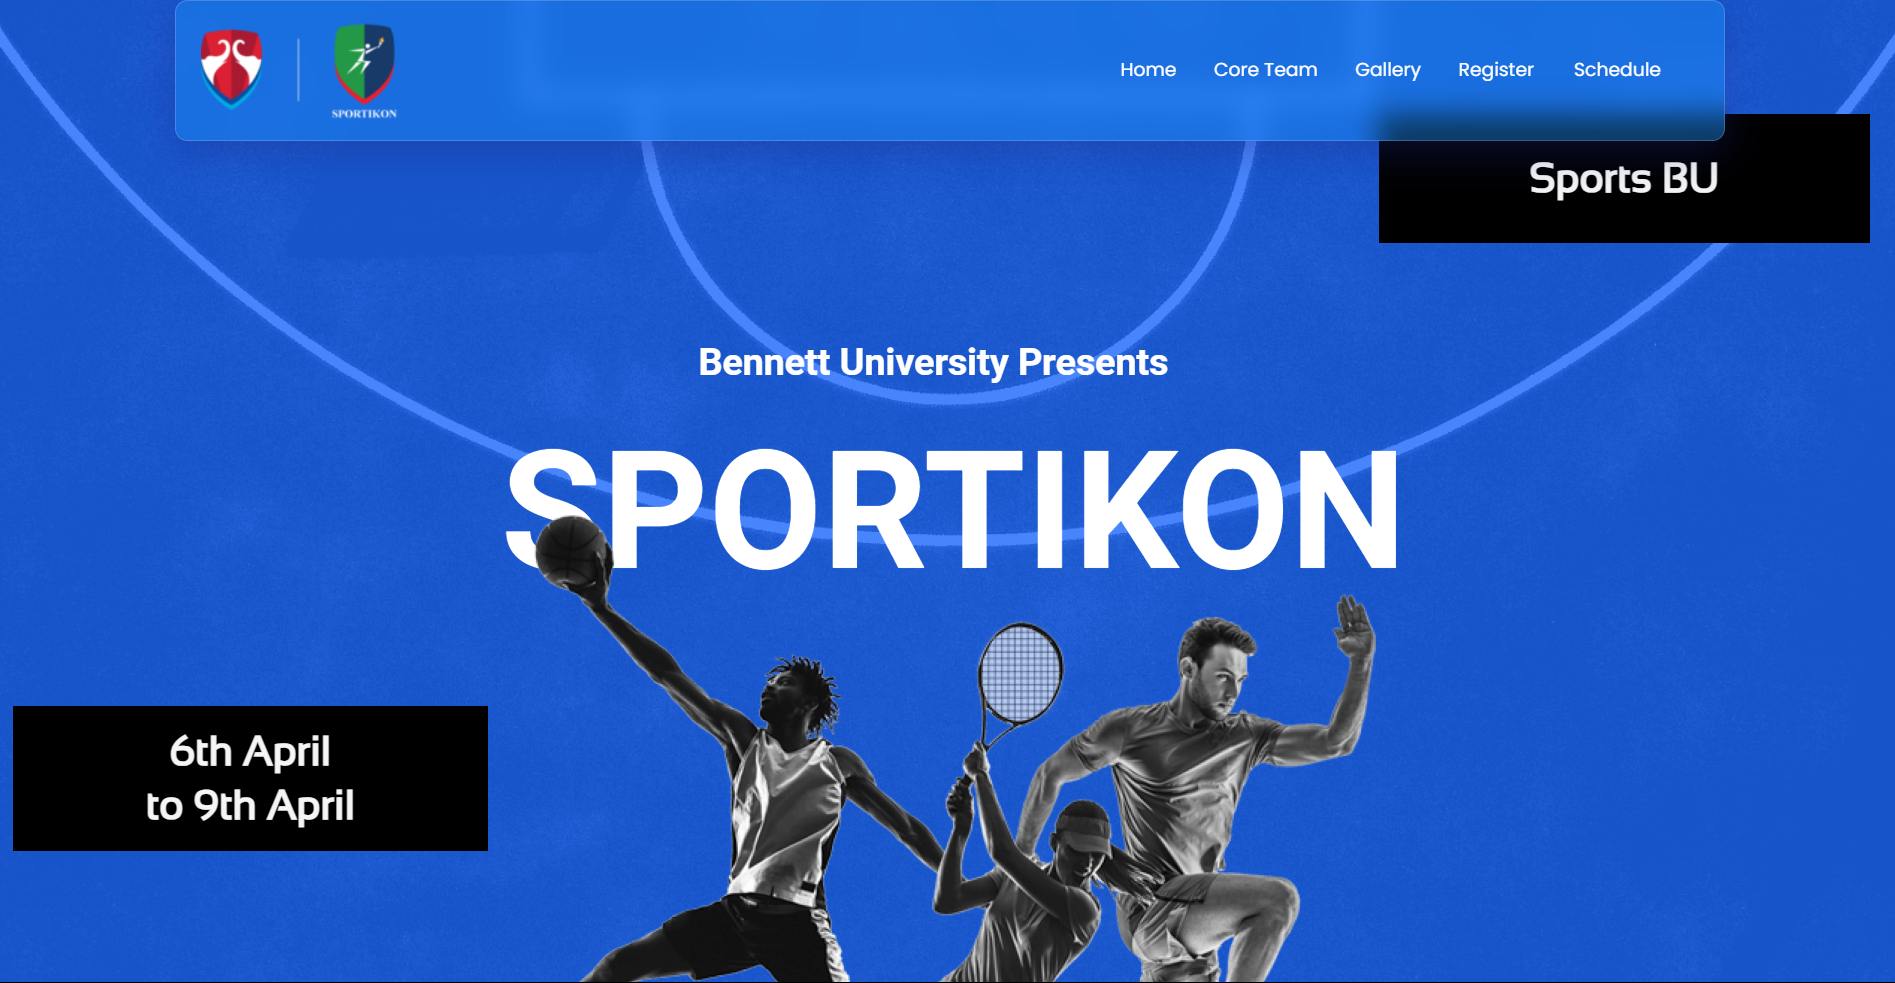 SPORTIKON
Home Core Team Gallery Register Schedule
Sports BU
Bennett University Presents
SPORTIKON
6th April
to 9th April